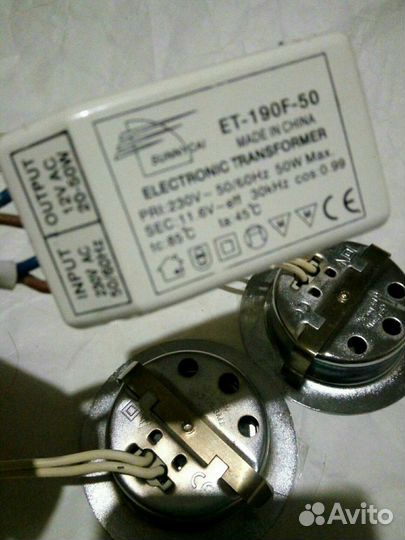 SUNNYCAI
ET-190F-50
MADE IN CHINA
ELECTRONIC TRANSFORMER
PRI:230V~ 50/60Hz 50W Max.
SEC:11.6V~eff 30kHz cos:0.99
tc:85°C ta:45°C
OUTPUT
12V AC
20-50W
INPUT
230V AC
50/60Hz
Avito